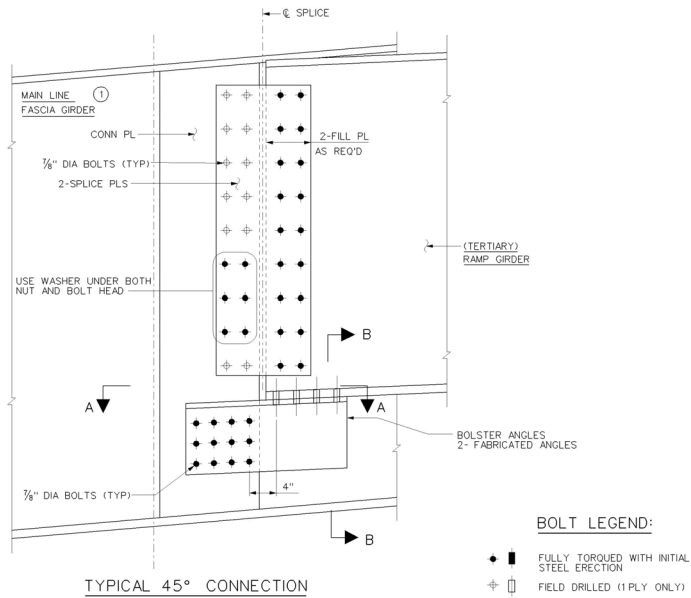 ℄ SPLICE
MAIN LINE 1
FASCIA GIRDER
CONN PL
2-FILL PL
AS REQ'D
⅞" DIA BOLTS (TYP)
2-SPLICE PLS
(TERTIARY)
RAMP GIRDER
USE WASHER UNDER BOTH
NUT AND BOLT HEAD
B
A
A
BOLSTER ANGLES
2- FABRICATED ANGLES
4"
⅞" DIA BOLTS (TYP)
B
BOLT LEGEND:
FULLY TORQUED WITH INITIAL
STEEL ERECTION
FIELD DRILLED (1 PLY ONLY)
TYPICAL 45° CONNECTION